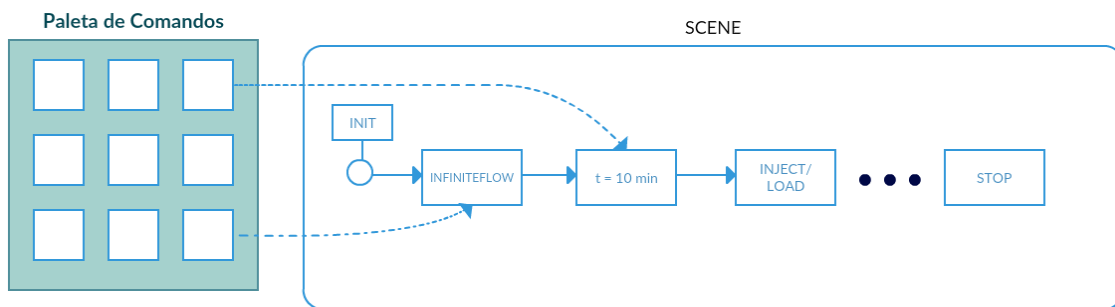 Paleta de Comandos
SCENE
INIT
INFINITEFLOW
t = 10 min
INJECT/
LOAD
STOP